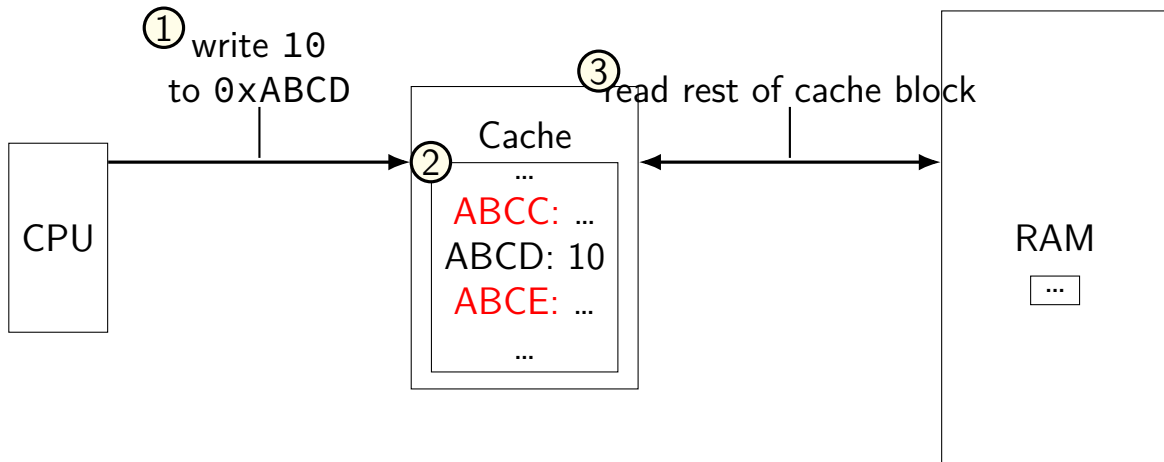 1 write 10
to 0xABCD
3 read rest of cache block
Cache
2
...
ABCC: ...
ABCD: 10
ABCE: ...
...
CPU
RAM
...